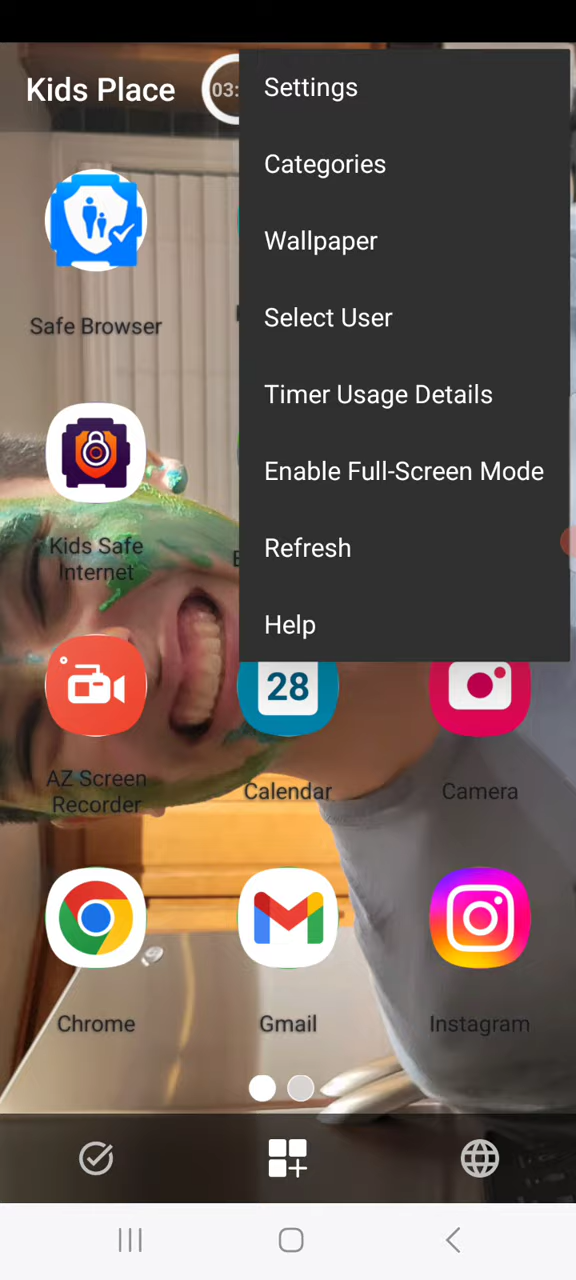 Kids Place
03:
Settings
Categories
Wallpaper
Select User
Timer Usage Details
Enable Full-Screen Mode
Refresh
Help
Safe Browser
Kids Safe
Internet
28
AZ Screen
Recorder
Calendar
Camera
Chrome
Gmail
Instagram